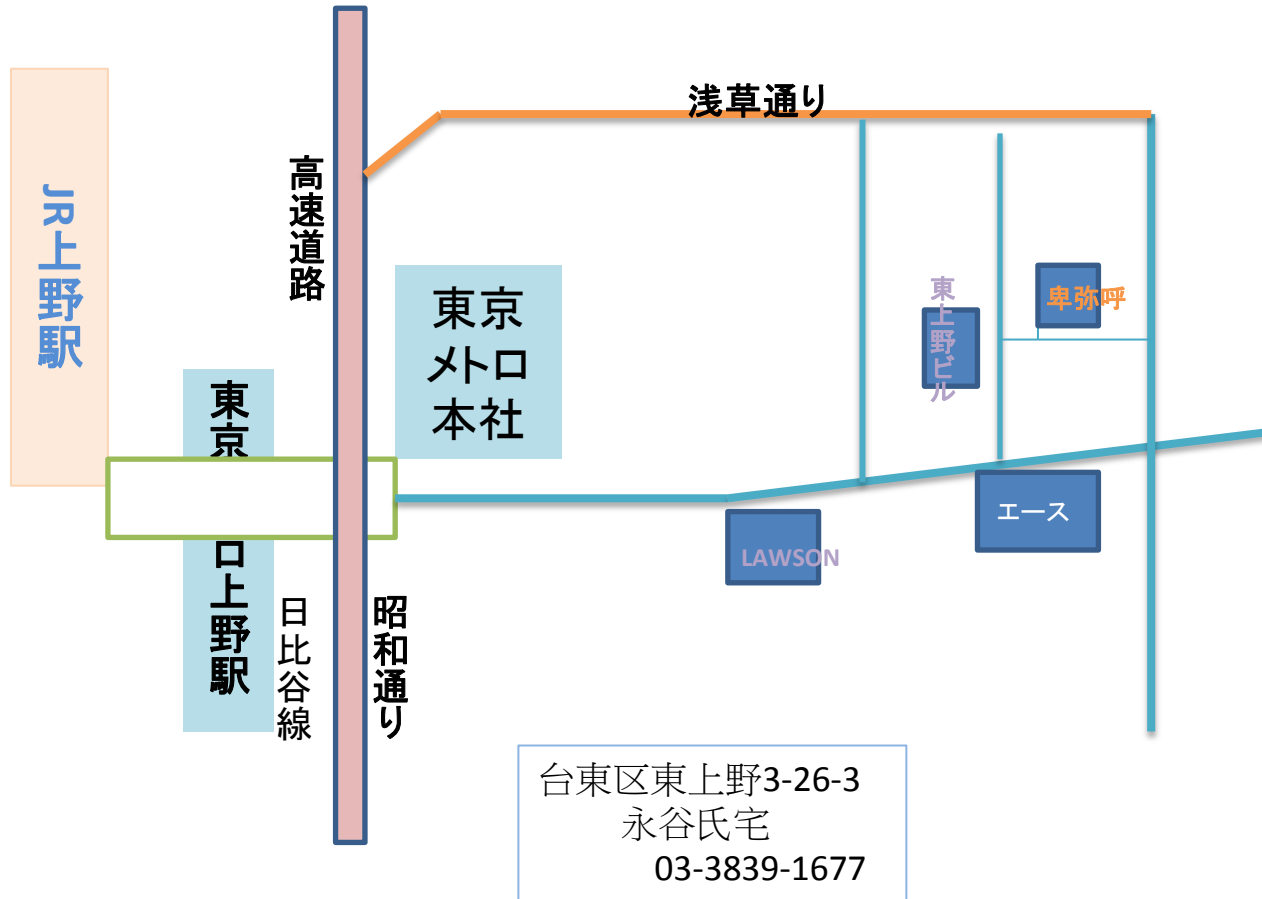 浅草通り
高速道路
JR上野駅
東京
メトロ
本社
東上野ビル
卑弥呼
東京
ロ上野駅
エース
LAWSON
日比谷線
昭和通り
台東区東上野3-26-3
永谷氏宅
03-3839-1677